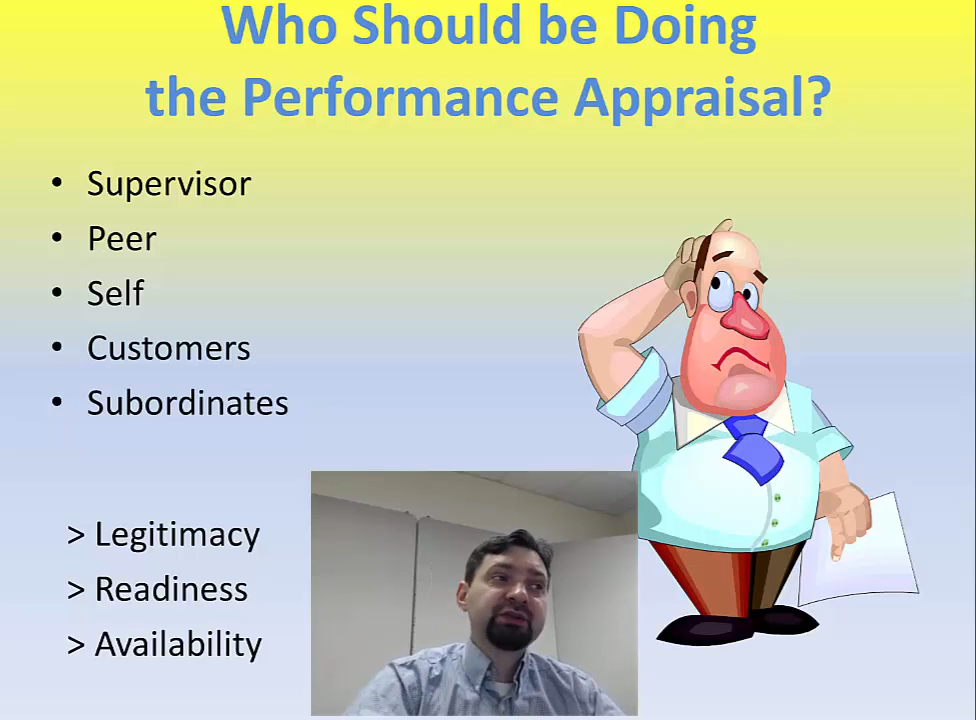 Who Should be Doing
the Performance Appraisal?
• Supervisor
• Peer
• Self
• Customers
• Subordinates
> Legitimacy
> Readiness
> Availability